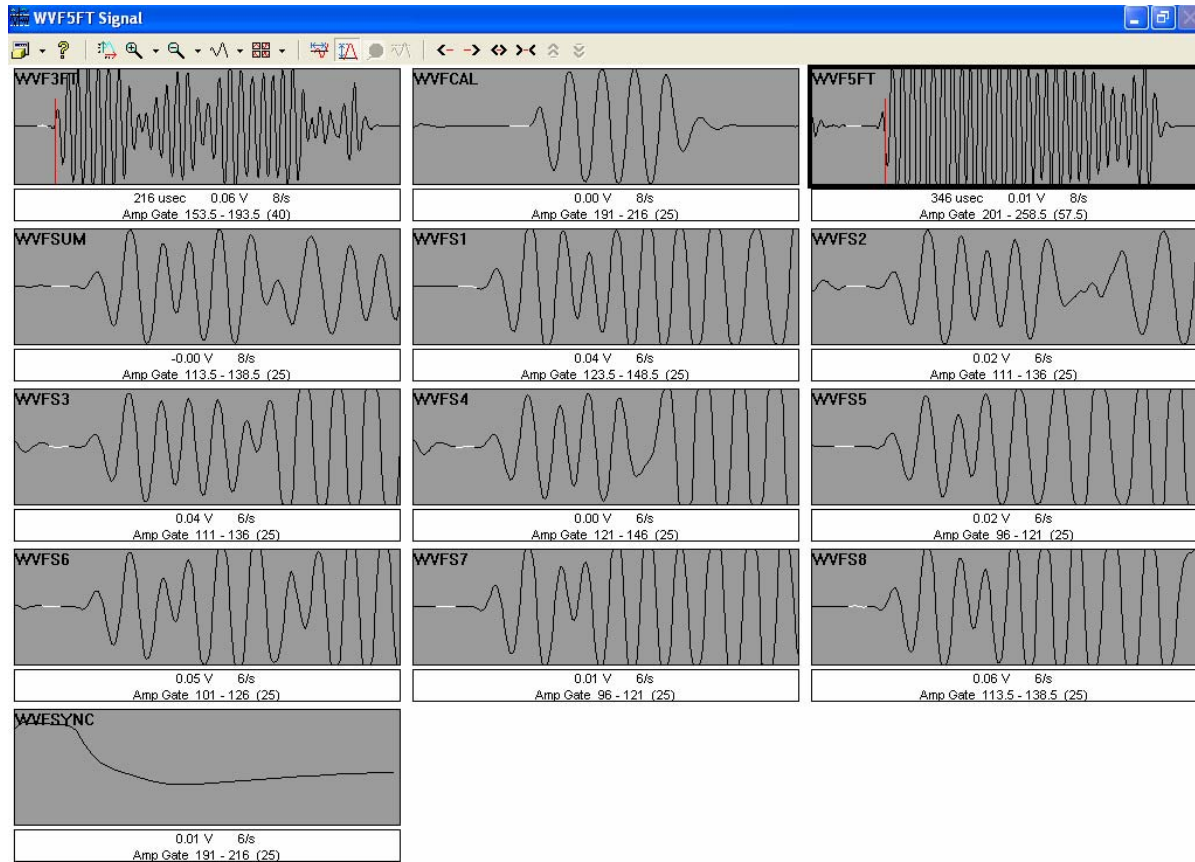 WVF5FT Signal
WVF3FT
WVFCAL
WVF5FT
216 usec 0.06 V 8/s
Amp Gate 153.5 - 193.5 (40)
0.00 V 8/s
Amp Gate 191 - 216 (25)
346 usec 0.01 V 8/s
Amp Gate 201 - 258.5 (57.5)
WVFSUM
WVFS1
WVFS2
-0.00 V 8/s
Amp Gate 113.5 - 138.5 (25)
0.04 V 6/s
Amp Gate 123.5 - 148.5 (25)
0.02 V 6/s
Amp Gate 111 - 136 (25)
WVFS3
WVFS4
WVFS5
0.04 V 6/s
Amp Gate 111 - 136 (25)
0.00 V 6/s
Amp Gate 121 - 146 (25)
0.02 V 6/s
Amp Gate 96 - 121 (25)
WVFS6
WVFS7
WVFS8
0.05 V 6/s
Amp Gate 101 - 126 (25)
0.01 V 6/s
Amp Gate 96 - 121 (25)
0.06 V 6/s
Amp Gate 113.5 - 138.5 (25)
WVFSYNC
0.01 V 6/s
Amp Gate 191 - 216 (25)